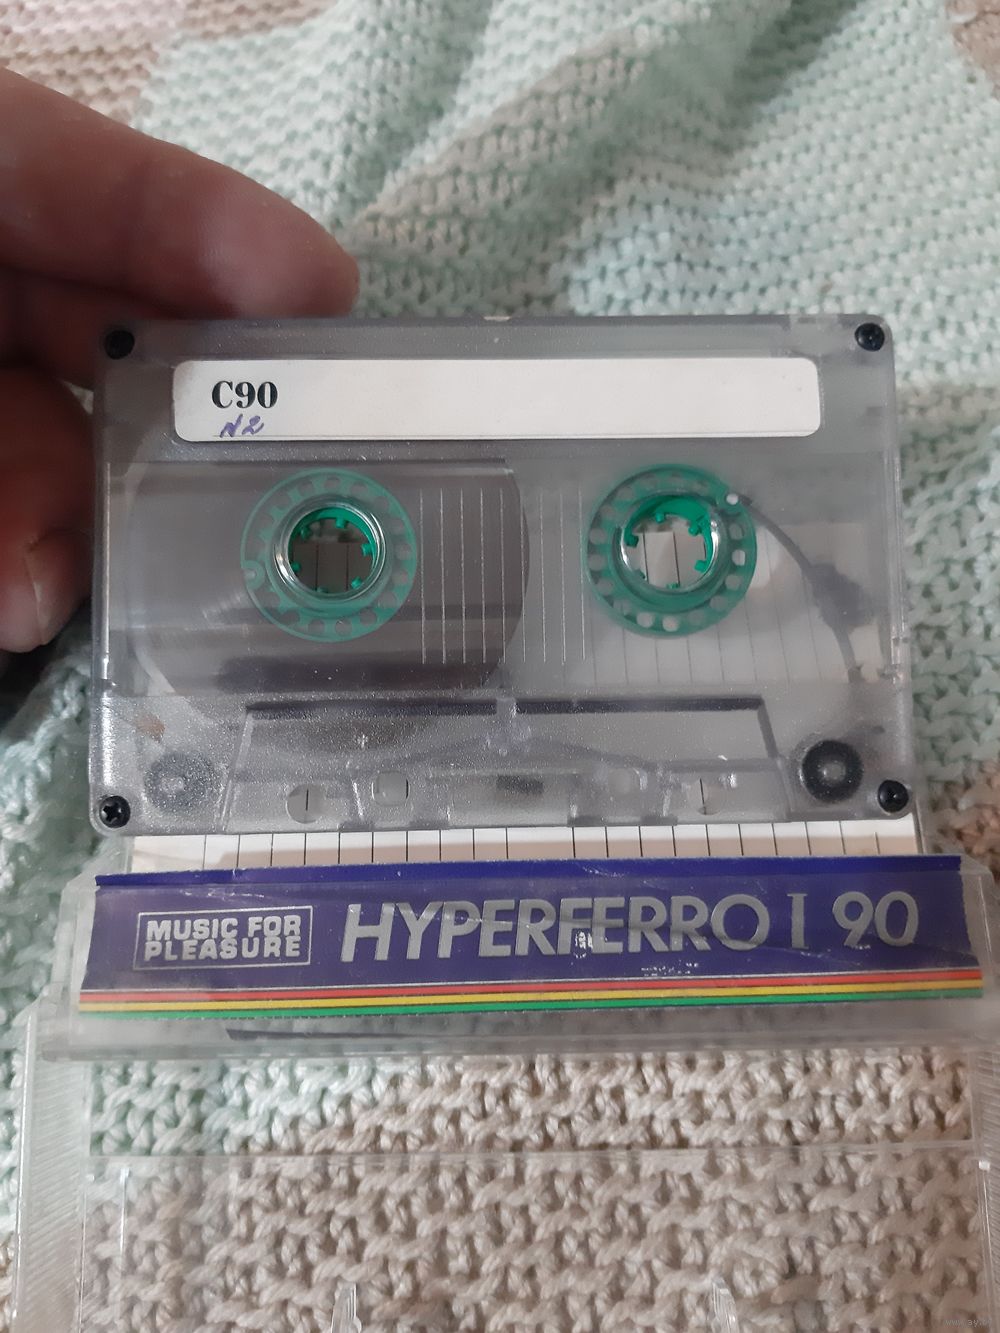 C90
N2
MUSIC FOR
PLEASURE
HYPERFERRO I 90